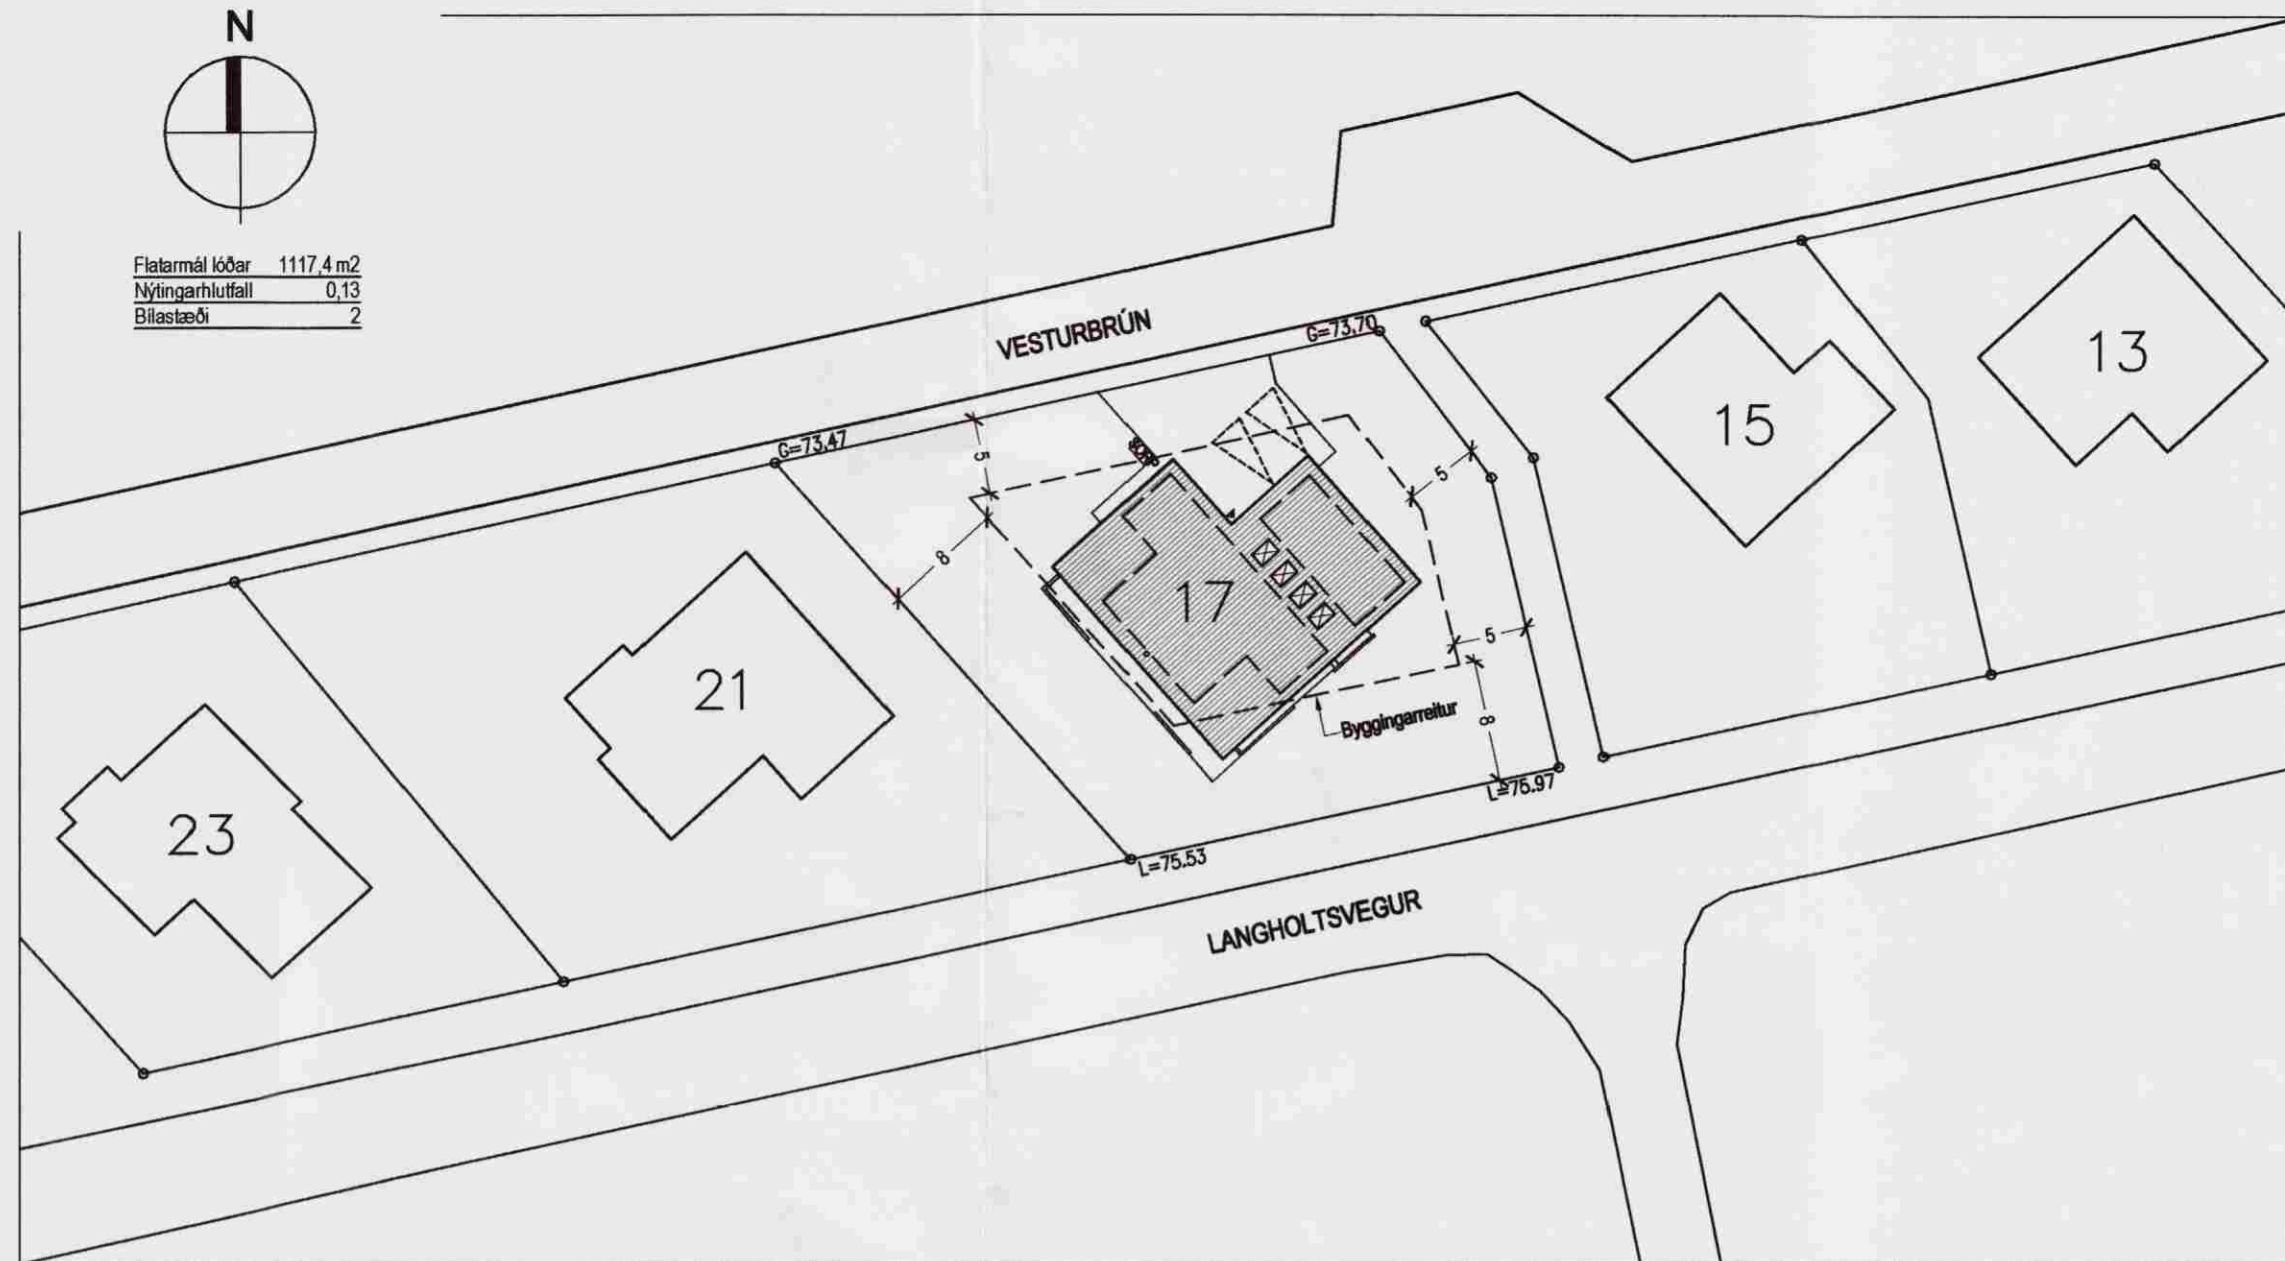 N
Flatarmál lóðar 1117,4 m2
Nýtingarhlutfall 0,13
Bílastæði 2
VESTURBRÚN
G=73.70
G=73.47
13
15
5
SORP
5
8
17
5
21
8
Byggingarreitur
23
L=75.97
L=75.53
LANGHOLTSVEGUR